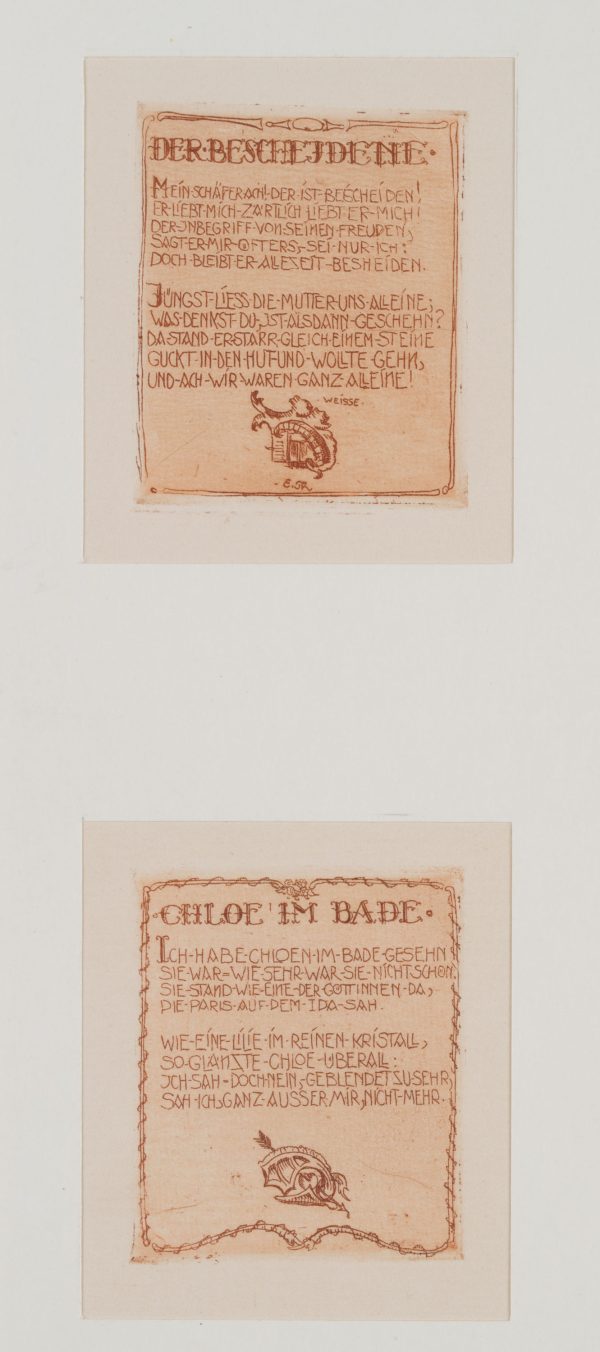 DER·BESCHEIDENE·
MEIN-SCHÄFER-ACH!-DER-IST-BESCHEIDEN!
ER-LIEBT-MICH-ZÄRTLICH-LIEBT-ER-MICH!
DER-INBEGRIFF-VON-SEINEN-FREUDEN,
SAGT-ER-MIR-OFTERS,-SEI-NUR-ICH:
DOCH-BLEIBT-ER-ALLEZEIT-BESHEIDEN.
JÜNGST-LIESS-DIE-MUTTER-UNS-ALLEINE;
WAS-DENKST-DU,-IST-ALSDANN-GESCHEHN?
DA-STAND-ER-STARR-GLEICH-EINEM-STEINE
GUCKT-IN-DEN-HUT-UND-WOLLTE-GEHN,
UND-ACH-WIR-WAREN-GANZ-ALLEINE!
WEISSE.
·CHLOE IM BADE·
ICH-HABE-CHLOEN-IM-BADE-GESEHN
SIE-WAR=WIE-SEHR-WAR-SIE-NICHT-SCHÖN.
SIE-STAND-WIE-EINE-DER-GÖTTINNEN-DA,-
DIE-PARIS-AUF-DEM-IDA-SAH.
WIE-EINE-LILIE-IM-REINEN-KRISTALL,
SO-GLÄNZTE-CHLOE-ÜBERALL:
ICH-SAH-DOCH-NEIN,-GEBLENDET-ZU-SEHR,
SAH-ICH,-GANZ-AUSSER,MIR,-NICHT-MEHR.